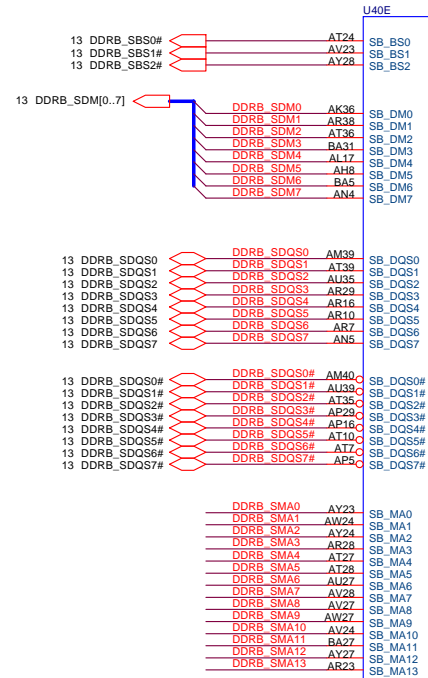 U40E
13 DDRB_SBS0# AT24 SB_BS0
13 DDRB_SBS1# AV23 SB_BS1
13 DDRB_SBS2# AY28 SB_BS2
13 DDRB_SDM[0..7]
DDRB_SDM0 AK36 SB_DM0
DDRB_SDM1 AR38 SB_DM1
DDRB_SDM2 AT36 SB_DM2
DDRB_SDM3 BA31 SB_DM3
DDRB_SDM4 AL17 SB_DM4
DDRB_SDM5 AH8 SB_DM5
DDRB_SDM6 BA5 SB_DM6
DDRB_SDM7 AN4 SB_DM7
13 DDRB_SDQS0 DDRB_SDQS0 AM39 SB_DQS0
13 DDRB_SDQS1 DDRB_SDQS1 AT39 SB_DQS1
13 DDRB_SDQS2 DDRB_SDQS2 AU35 SB_DQS2
13 DDRB_SDQS3 DDRB_SDQS3 AR29 SB_DQS3
13 DDRB_SDQS4 DDRB_SDQS4 AR16 SB_DQS4
13 DDRB_SDQS5 DDRB_SDQS5 AR10 SB_DQS5
13 DDRB_SDQS6 DDRB_SDQS6 AR7 SB_DQS6
13 DDRB_SDQS7 DDRB_SDQS7 AN5 SB_DQS7
13 DDRB_SDQS0# DDRB_SDQS0# AM40 SB_DQS0#
13 DDRB_SDQS1# DDRB_SDQS1# AU39 SB_DQS1#
13 DDRB_SDQS2# DDRB_SDQS2# AT35 SB_DQS2#
13 DDRB_SDQS3# DDRB_SDQS3# AP29 SB_DQS3#
13 DDRB_SDQS4# DDRB_SDQS4# AP16 SB_DQS4#
13 DDRB_SDQS5# DDRB_SDQS5# AT10 SB_DQS5#
13 DDRB_SDQS6# DDRB_SDQS6# AT7 SB_DQS6#
13 DDRB_SDQS7# DDRB_SDQS7# AP5 SB_DQS7#
DDRB_SMA0 AY23 SB_MA0
DDRB_SMA1 AW24 SB_MA1
DDRB_SMA2 AY24 SB_MA2
DDRB_SMA3 AR28 SB_MA3
DDRB_SMA4 AT27 SB_MA4
DDRB_SMA5 AT28 SB_MA5
DDRB_SMA6 AU27 SB_MA6
DDRB_SMA7 AV28 SB_MA7
DDRB_SMA8 AV27 SB_MA8
DDRB_SMA9 AW27 SB_MA9
DDRB_SMA10 AV24 SB_MA10
DDRB_SMA11 BA27 SB_MA11
DDRB_SMA12 AY27 SB_MA12
DDRB_SMA13 AR23 SB_MA13